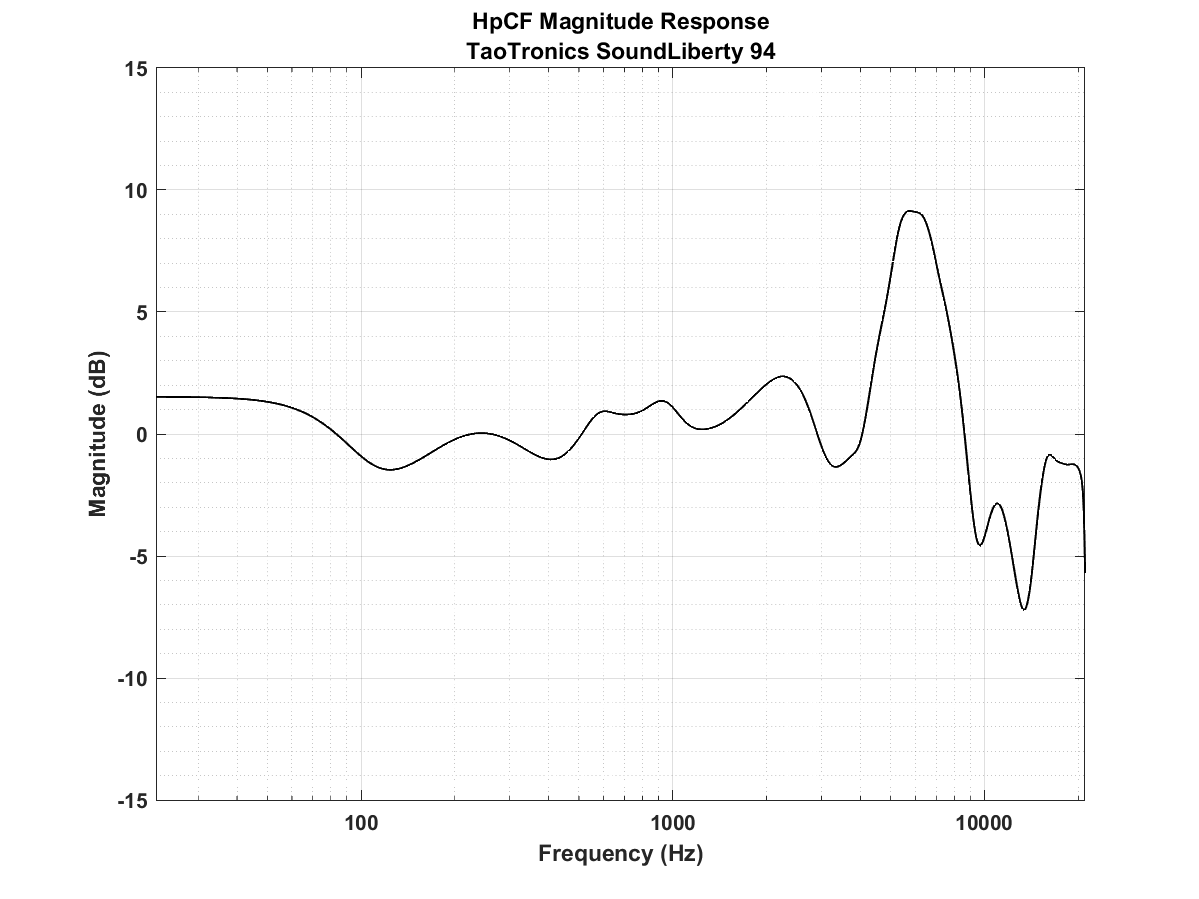 HpCF Magnitude Response
TaoTronics SoundLiberty 94
15
10
5
0
-5
-10
-15
Magnitude (dB)
100
1000
10000
Frequency (Hz)